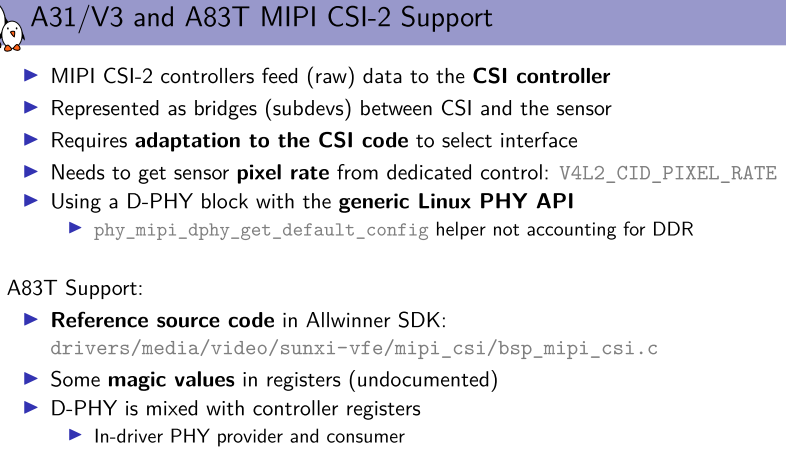 A31/V3 and A83T MIPI CSI-2 Support
▶ MIPI CSI-2 controllers feed (raw) data to the CSI controller
▶ Represented as bridges (subdevs) between CSI and the sensor
▶ Requires adaptation to the CSI code to select interface
▶ Needs to get sensor pixel rate from dedicated control: V4L2_CID_PIXEL_RATE
▶ Using a D-PHY block with the generic Linux PHY API
▶ phy_mipi_dphy_get_default_config helper not accounting for DDR
A83T Support:
▶ Reference source code in Allwinner SDK:
drivers/media/video/sunxi-vfe/mipi_csi/bsp_mipi_csi.c
▶ Some magic values in registers (undocumented)
▶ D-PHY is mixed with controller registers
▶ In-driver PHY provider and consumer